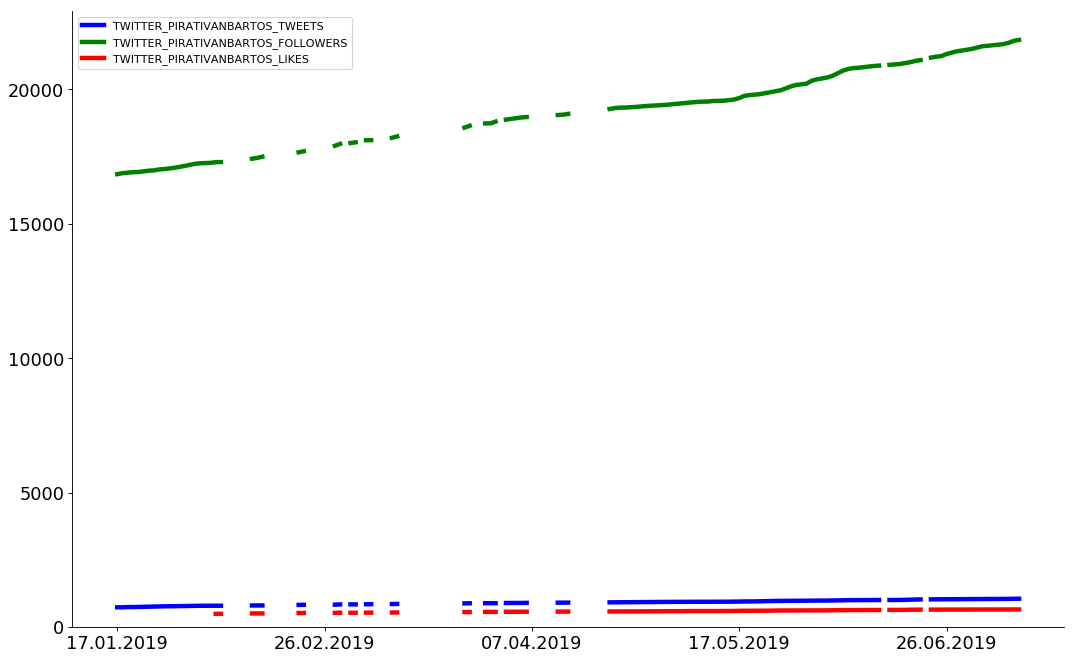 TWITTER_PIRATIVANBARTOS_TWEETS
TWITTER_PIRATIVANBARTOS_FOLLOWERS
TWITTER_PIRATIVANBARTOS_LIKES
20000
15000
10000
5000
0
17.01.2019 26.02.2019 07.04.2019 17.05.2019 26.06.2019